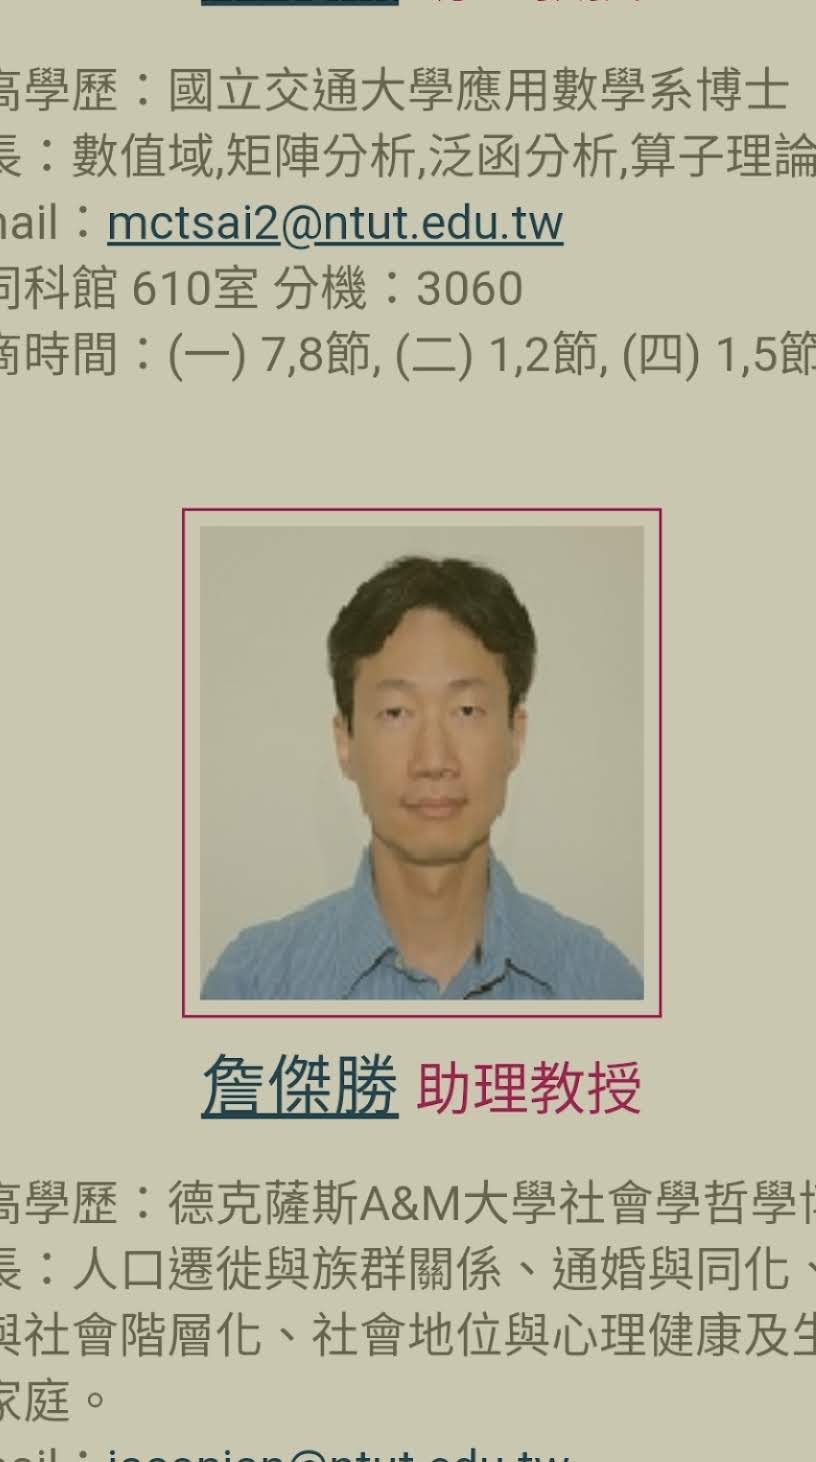 高學歷：國立交通大學應用數學系博士
長：數值域,矩陣分析,泛函分析,算子理論
mail：mctsai2@ntut.edu.tw
同科館 610室 分機：3060
商時間：(一) 7,8節, (二) 1,2節, (四) 1,5節
詹傑勝 助理教授
高學歷：德克薩斯A&M大學社會學哲學博
長：人口遷徙與族群關係、通婚與同化、
與社會階層化、社會地位與心理健康及生
家庭。
mail：